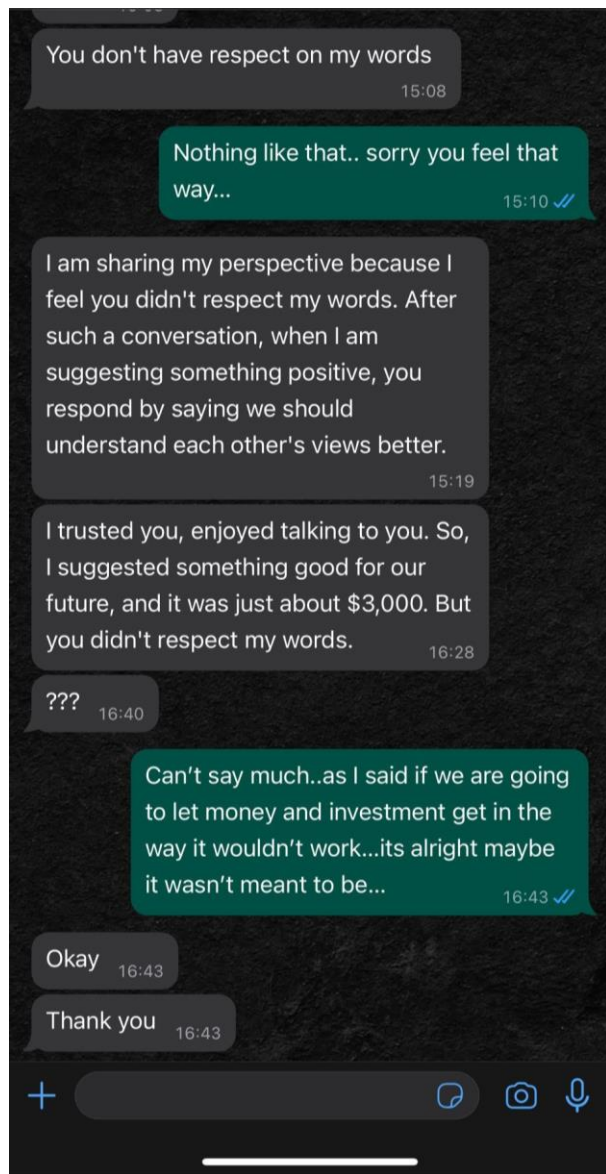 You don't have respect on my words
15:08
Nothing like that.. sorry you feel that
way...
15:10
I am sharing my perspective because I
feel you didn't respect my words. After
such a conversation, when I am
suggesting something positive, you
respond by saying we should
understand each other's views better.
15:19
I trusted you, enjoyed talking to you. So,
I suggested something good for our
future, and it was just about $3,000. But
you didn't respect my words.
16:28
???
16:40
Can’t say much..as I said if we are going
to let money and investment get in the
way it wouldn’t work...its alright maybe
it wasn’t meant to be...
16:43
Okay
16:43
Thank you
16:43